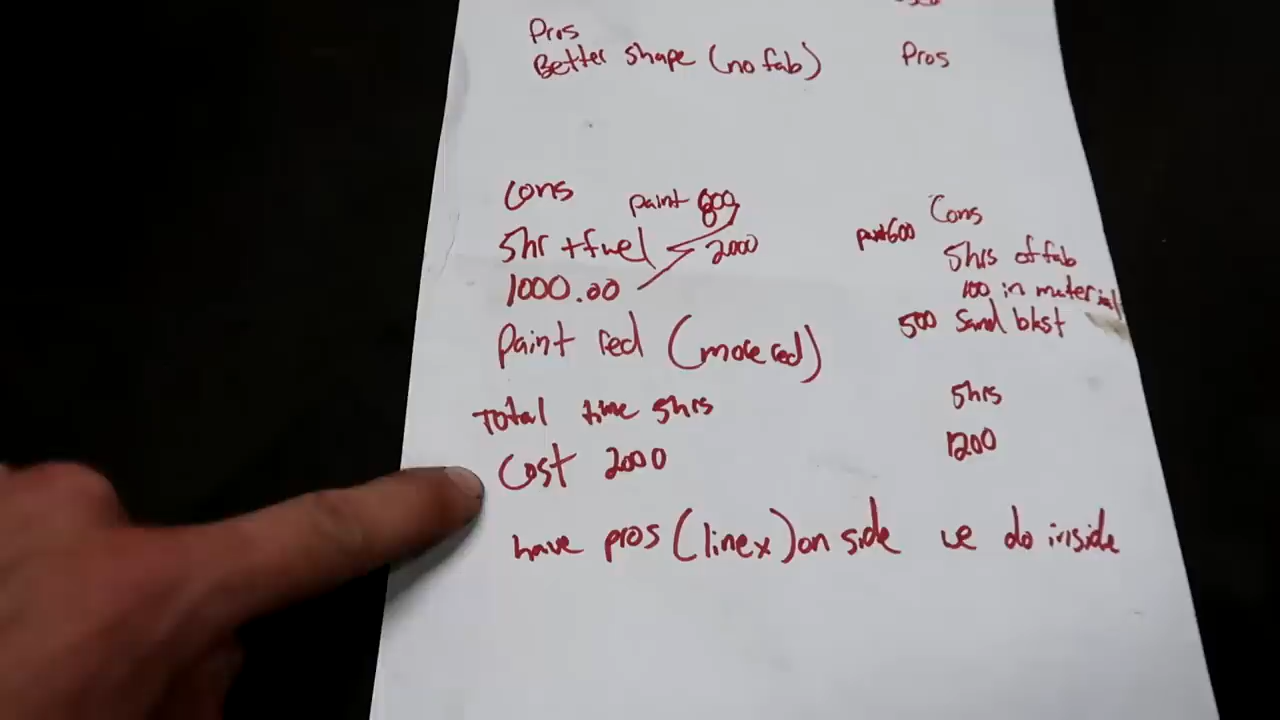 Pros
Better shape (no fab)
Pros
Cons
paint 800
5hr + fuel
2000
1000.00
paint red (more red)
Total time 5hrs
Cost 2000
Cons
paint 600
5hrs of fab
100 in material
500 Sand blast
5hrs
1200
have pros (linex) on side we do inside